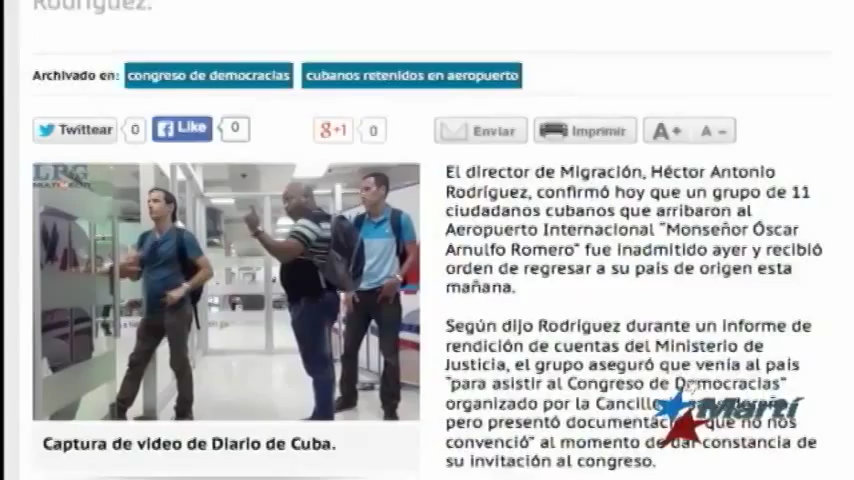 Rodríguez.
Archivado en: congreso de democracias cubanos retenidos en aeropuerto
Twittear 0 Like 0 g+1 0 Enviar Imprimir A+ A-
LPG
MULTIMEDIA
El director de Migración, Héctor Antonio
Rodríguez, confirmó hoy que un grupo de 11
ciudadanos cubanos que arribaron al
Aeropuerto Internacional "Monseñor Óscar
Arnulfo Romero" fue inadmitido ayer y recibió
orden de regresar a su país de origen esta
mañana.
Según dijo Rodríguez durante un informe de
rendición de cuentas del Ministerio de
Justicia, el grupo aseguró que venía al país
"para asistir al Congreso de Democracias"
organizado por la
pero presentó que no nos
convenció" al momento de dar constancia de
su invitación al congreso.
Martí
Captura de video de Diario de Cuba.